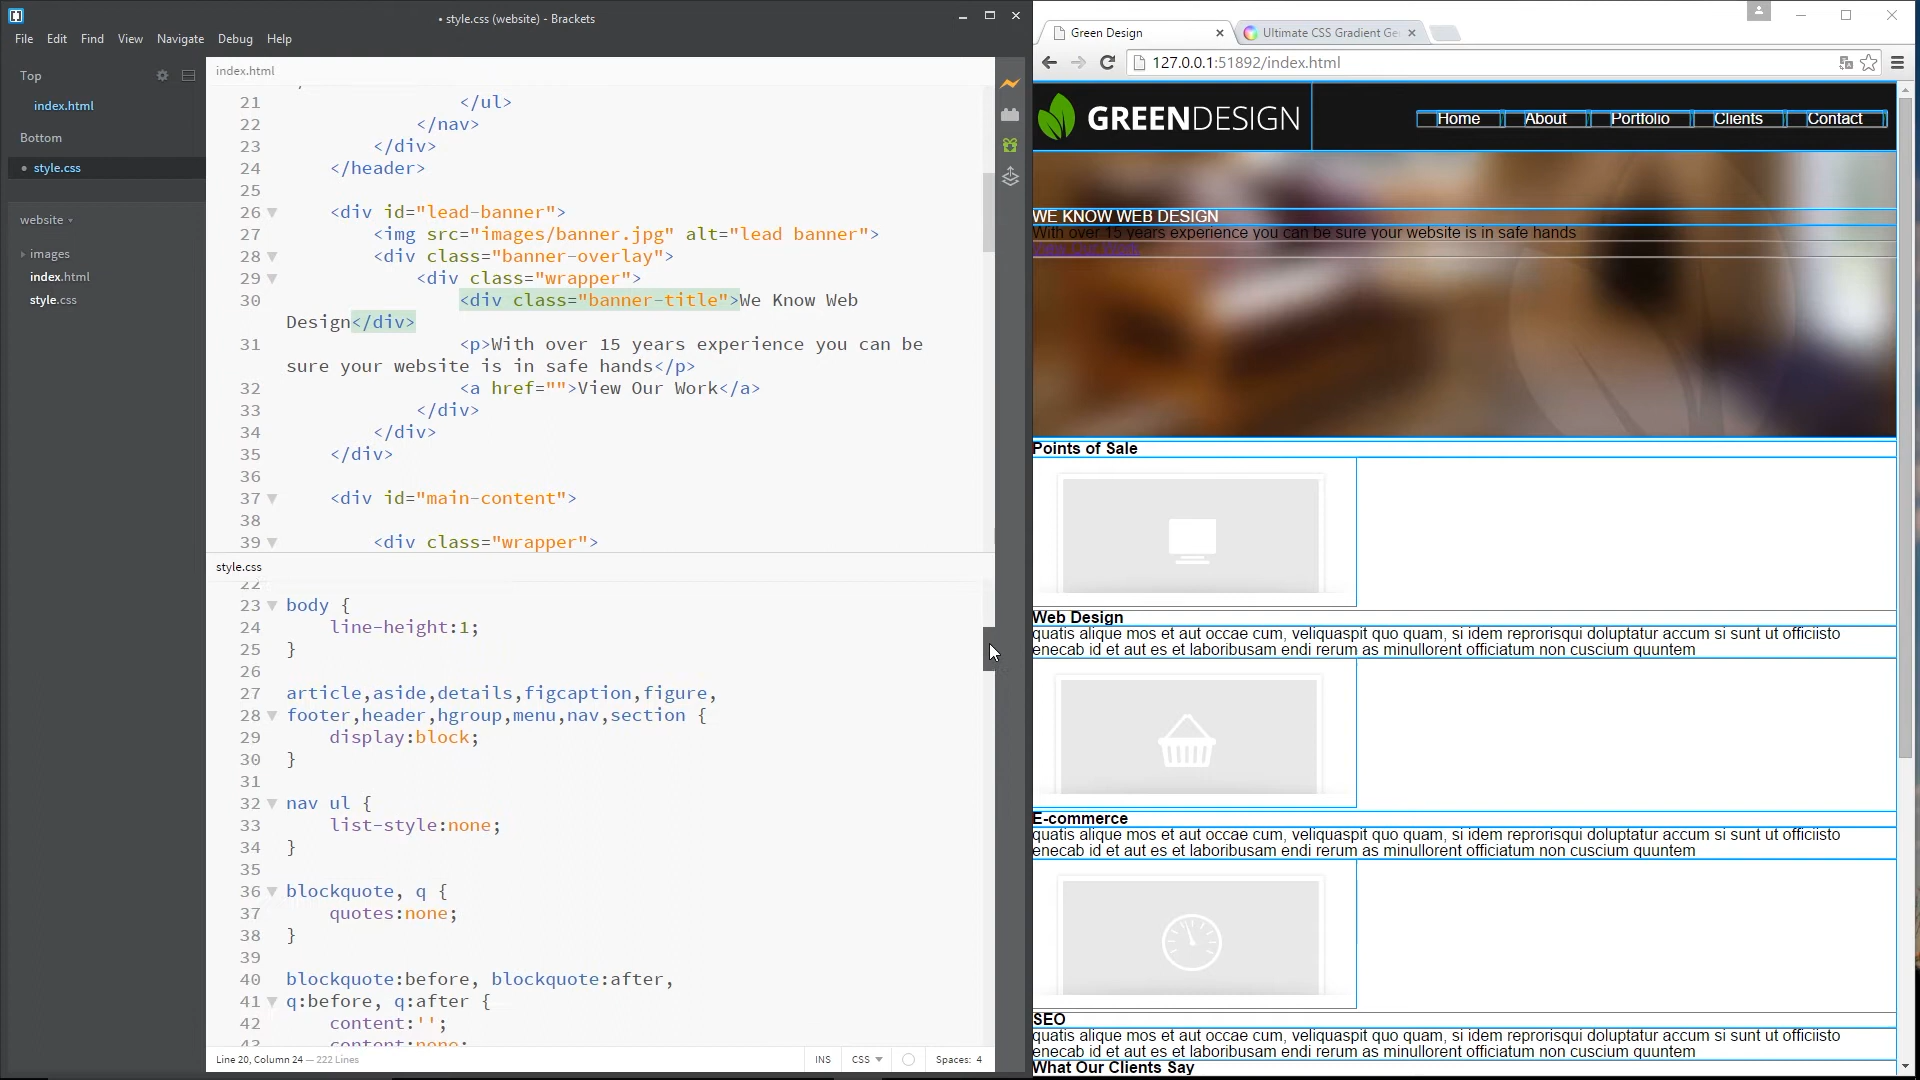 • style.css (website) - Brackets
File Edit Find View Navigate Debug Help
Top
index.html
Bottom
• style.css
website
images
index.html
style.css
index.html
21 </ul>
22 </nav>
23 </div>
24 </header>
25
26 <div id="lead-banner">
27 <img src="images/banner.jpg" alt="lead banner">
28 <div class="banner-overlay">
29 <div class="wrapper">
30 <div class="banner-title">We Know Web
Design</div>
31 <p>With over 15 years experience you can be
sure your website is in safe hands</p>
32 <a href="">View Our Work</a>
33 </div>
34 </div>
35 </div>
36
37 <div id="main-content">
38
39 <div class="wrapper">
style.css
22
23 body {
24 line-height:1;
25 }
26
27 article,aside,details,figcaption,figure,
28 footer,header,hgroup,menu,nav,section {
29 display:block;
30 }
31
32 nav ul {
33 list-style:none;
34 }
35
36 blockquote, q {
37 quotes:none;
38 }
39
40 blockquote:before, blockquote:after,
41 q:before, q:after {
42 content:'';
43 content:none;
Line 20, Column 24 — 222 Lines
INS CSS Spaces: 4
Green Design
Ultimate CSS Gradient Ge
127.0.0.1:51892/index.html
GREENDESIGN
Home About Portfolio Clients Contact
WE KNOW WEB DESIGN
With over 15 years experience you can be sure your website is in safe hands
View Our Work
Points of Sale
Web Design
quatis alique mos et aut occae cum, veliquaspit quo quam, si idem reprorisqui doluptatur accum si sunt ut officiisto
enecab id et aut es et laboribusam endi rerum as minullorent officiatum non cuscium quuntem
E-commerce
quatis alique mos et aut occae cum, veliquaspit quo quam, si idem reprorisqui doluptatur accum si sunt ut officiisto
enecab id et aut es et laboribusam endi rerum as minullorent officiatum non cuscium quuntem
SEO
quatis alique mos et aut occae cum, veliquaspit quo quam, si idem reprorisqui doluptatur accum si sunt ut officiisto
enecab id et aut es et laboribusam endi rerum as minullorent officiatum non cuscium quuntem
What Our Clients Say